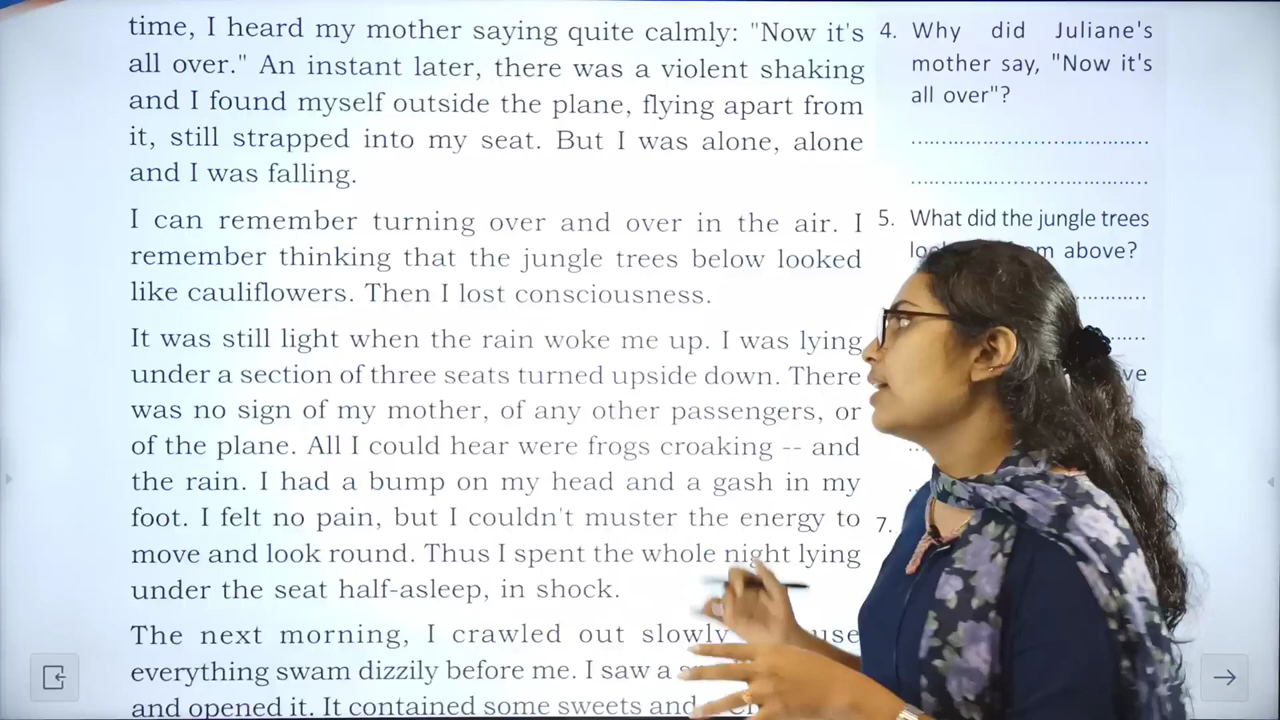 time, I heard my mother saying quite calmly: "Now it's
all over." An instant later, there was a violent shaking
and I found myself outside the plane, flying apart from
it, still strapped into my seat. But I was alone, alone
and I was falling.
I can remember turning over and over in the air. I
remember thinking that the jungle trees below looked
like cauliflowers. Then I lost consciousness.
It was still light when the rain woke me up. I was lying
under a section of three seats turned upside down. There
was no sign of my mother, of any other passengers, or
of the plane. All I could hear were frogs croaking -- and
the rain. I had a bump on my head and a gash in my
foot. I felt no pain, but I couldn't muster the energy to
move and look round. Thus I spent the whole night lying
under the seat half-asleep, in shock.
The next morning, I crawled out slowly
everything swam dizzily before me. I saw a
and opened it. It contained some sweets and
4. Why did Juliane's
mother say, "Now it's
all over"?
5. What did the jungle trees
above?
7.